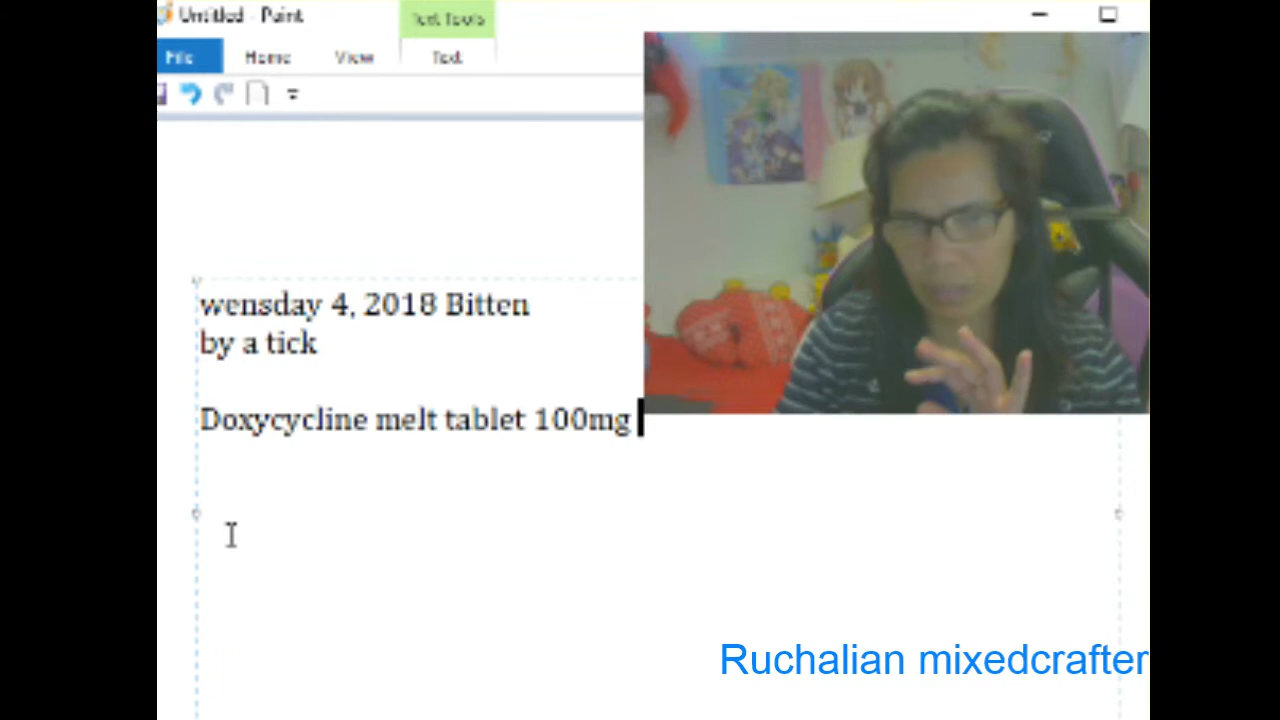 Untitled - Paint
Text Tools
File Home View Text
wensday 4, 2018 Bitten
by a tick
Doxycycline melt tablet 100mg
Ruchalian mixedcrafter